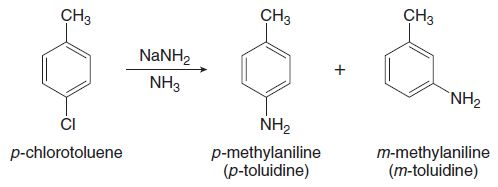 CH3
CH3
CH3
NaNH2
NH3
+
Cl
NH2
NH2
p-chlorotoluene
p-methylaniline
(p-toluidine)
m-methylaniline
(m-toluidine)